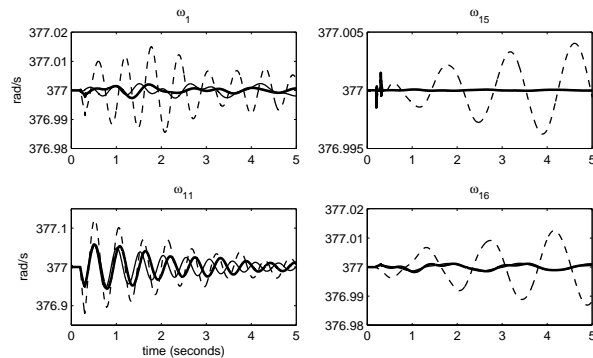 ω1
377.02
377.01
377
376.99
376.98
rad/s
0 1 2 3 4 5
ω15
377.005
377
376.995
0 1 2 3 4 5
ω11
377.1
377
376.9
rad/s
0 1 2 3 4 5
time (seconds)
ω16
377.02
377.01
377
376.99
376.98
0 1 2 3 4 5